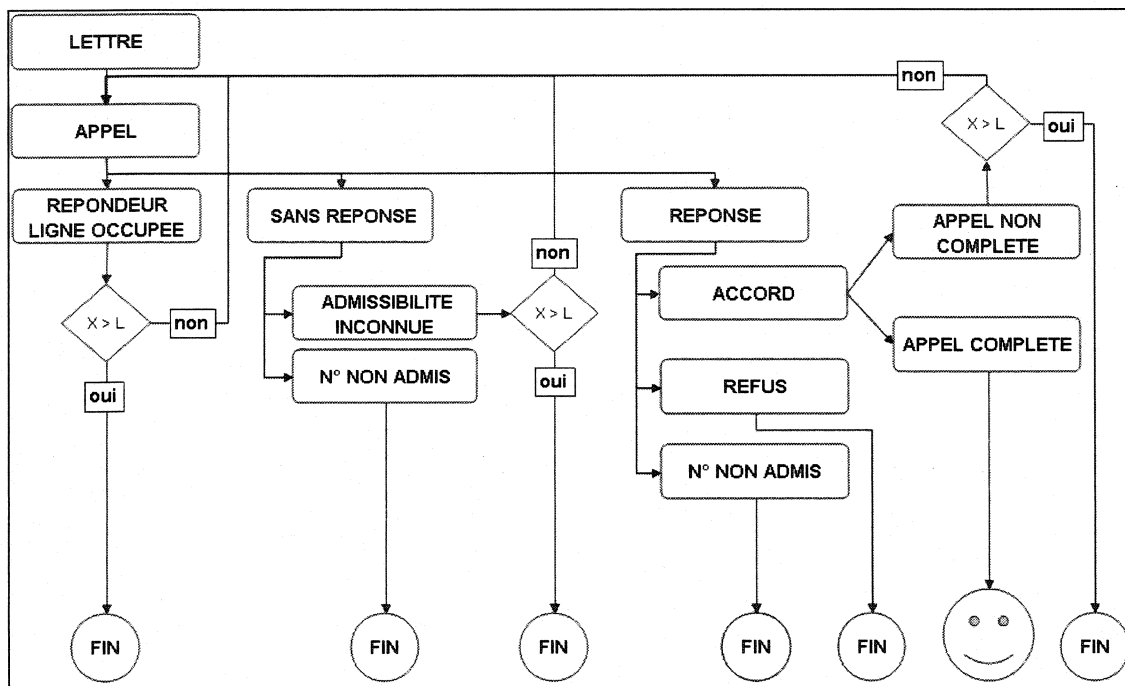 LETTRE
non
APPEL
X > L
oui
REPONDEUR
LIGNE OCCUPEE
SANS REPONSE
REPONSE
APPEL NON
COMPLETE
non
ACCORD
ADMISSIBILITE
INCONNUE
X > L
non
X > L
APPEL COMPLETE
N° NON ADMIS
oui
oui
REFUS
N° NON ADMIS
FIN
FIN
FIN
FIN
FIN
FIN